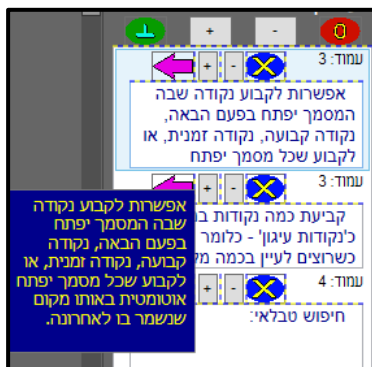 + -
עמוד: 3
+ -
אפשרות לקבוע נקודה שבה
המסמך יפתח בפעם הבאה,
נקודה קבועה, נקודה זמנית, או
לקבוע שכל מסמך יפתח
עמוד: 3
+ -
קביעת כמה נקודות
כ'נקודות עיגון' - כלומר
כשרוצים לעיין בכמה
עמוד: 4
+ -
חיפוש טבלאי:
אפשרות לקבוע נקודה
שבה המסמך יפתח
בפעם הבאה, נקודה
קבועה, נקודה זמנית, או
לקבוע שכל מסמך יפתח
אוטומטית באותו מקום
שנשמר בו לאחרונה.